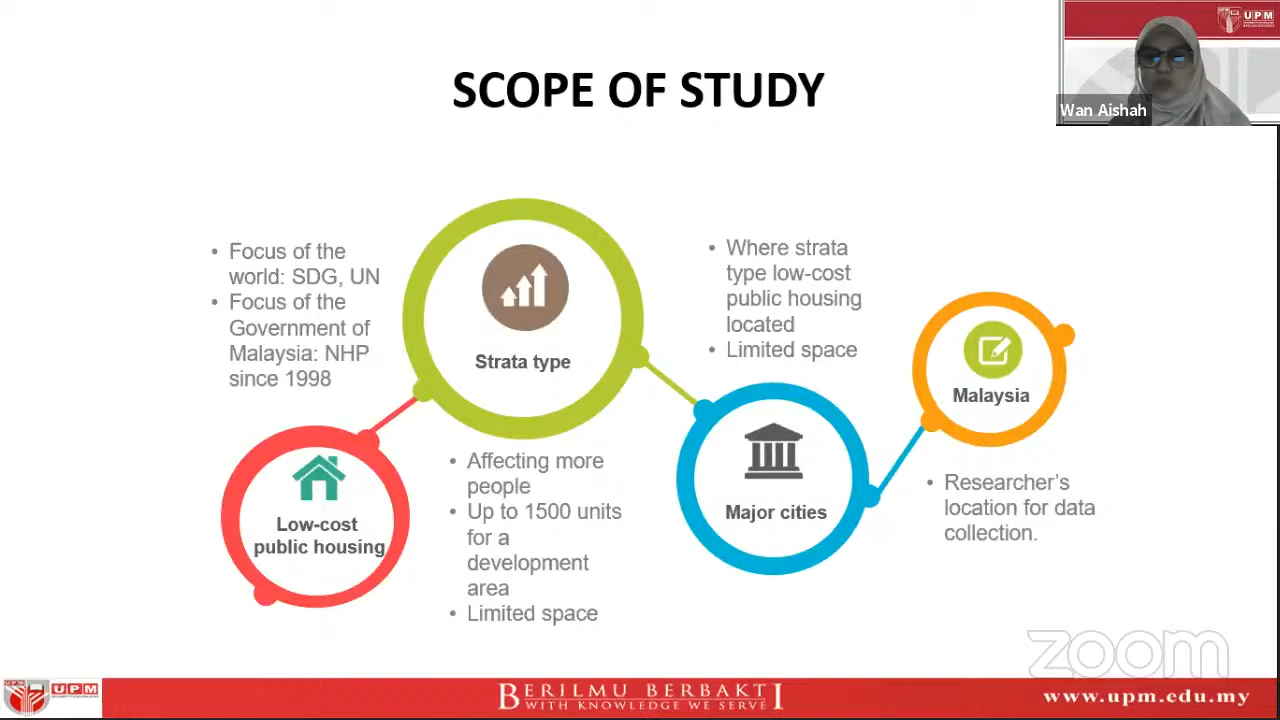 UPM
Wan Aishah
SCOPE OF STUDY
• Focus of the
world: SDG, UN
• Focus of the
Government of
Malaysia: NHP
since 1998
Low-cost
public housing
Strata type
• Affecting more
people
• Up to 1500 units
for a
development
area
• Limited space
• Where strata
type low-cost
public housing
located
• Limited space
Major cities
Malaysia
• Researcher's
location for data
collection.
zoom
UPM
BERILMU BERBAKTI
WITH KNOWLEDGE WE SERVE
www.upm.edu.my